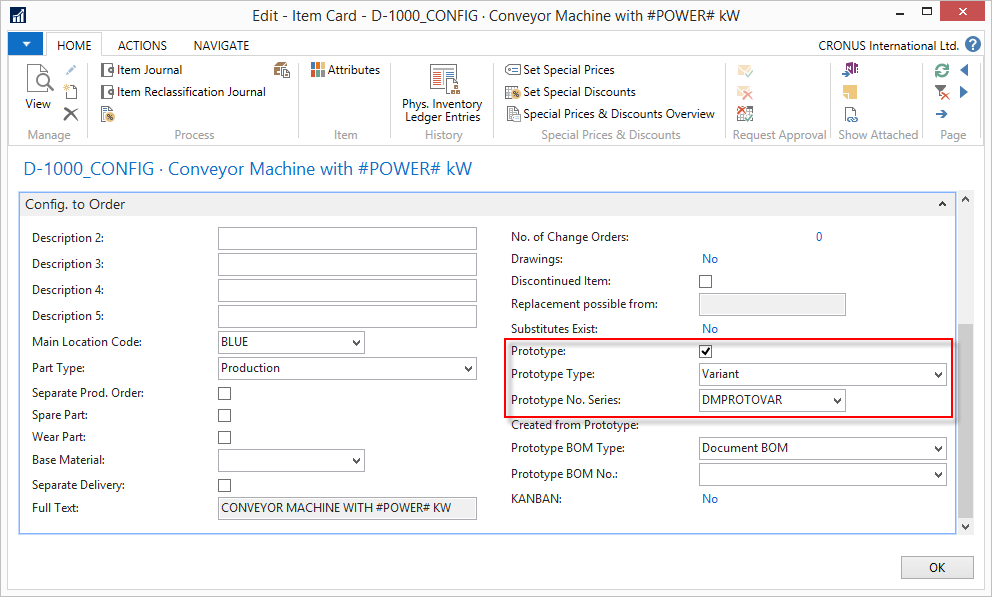 Edit - Item Card - D-1000_CONFIG · Conveyor Machine with #POWER# kW
HOME ACTIONS NAVIGATE CRONUS International Ltd. ?
View
Manage
Item Journal
Item Reclassification Journal
Process
Attributes
Item
Phys. Inventory
Ledger Entries
History
Set Special Prices
Set Special Discounts
Special Prices & Discounts Overview
Special Prices & Discounts
Request Approval
Show Attached
Page
D-1000_CONFIG · Conveyor Machine with #POWER# kW
Config. to Order
Description 2:
Description 3:
Description 4:
Description 5:
Main Location Code: BLUE
Part Type: Production
Separate Prod. Order:
Spare Part:
Wear Part:
Base Material:
Separate Delivery:
Full Text: CONVEYOR MACHINE WITH #POWER# KW
No. of Change Orders: 0
Drawings: No
Discontinued Item:
Replacement possible from:
Substitutes Exist: No
Prototype:
Prototype Type: Variant
Prototype No. Series: DMPROTOVAR
Created from Prototype:
Prototype BOM Type: Document BOM
Prototype BOM No.:
KANBAN: No
OK